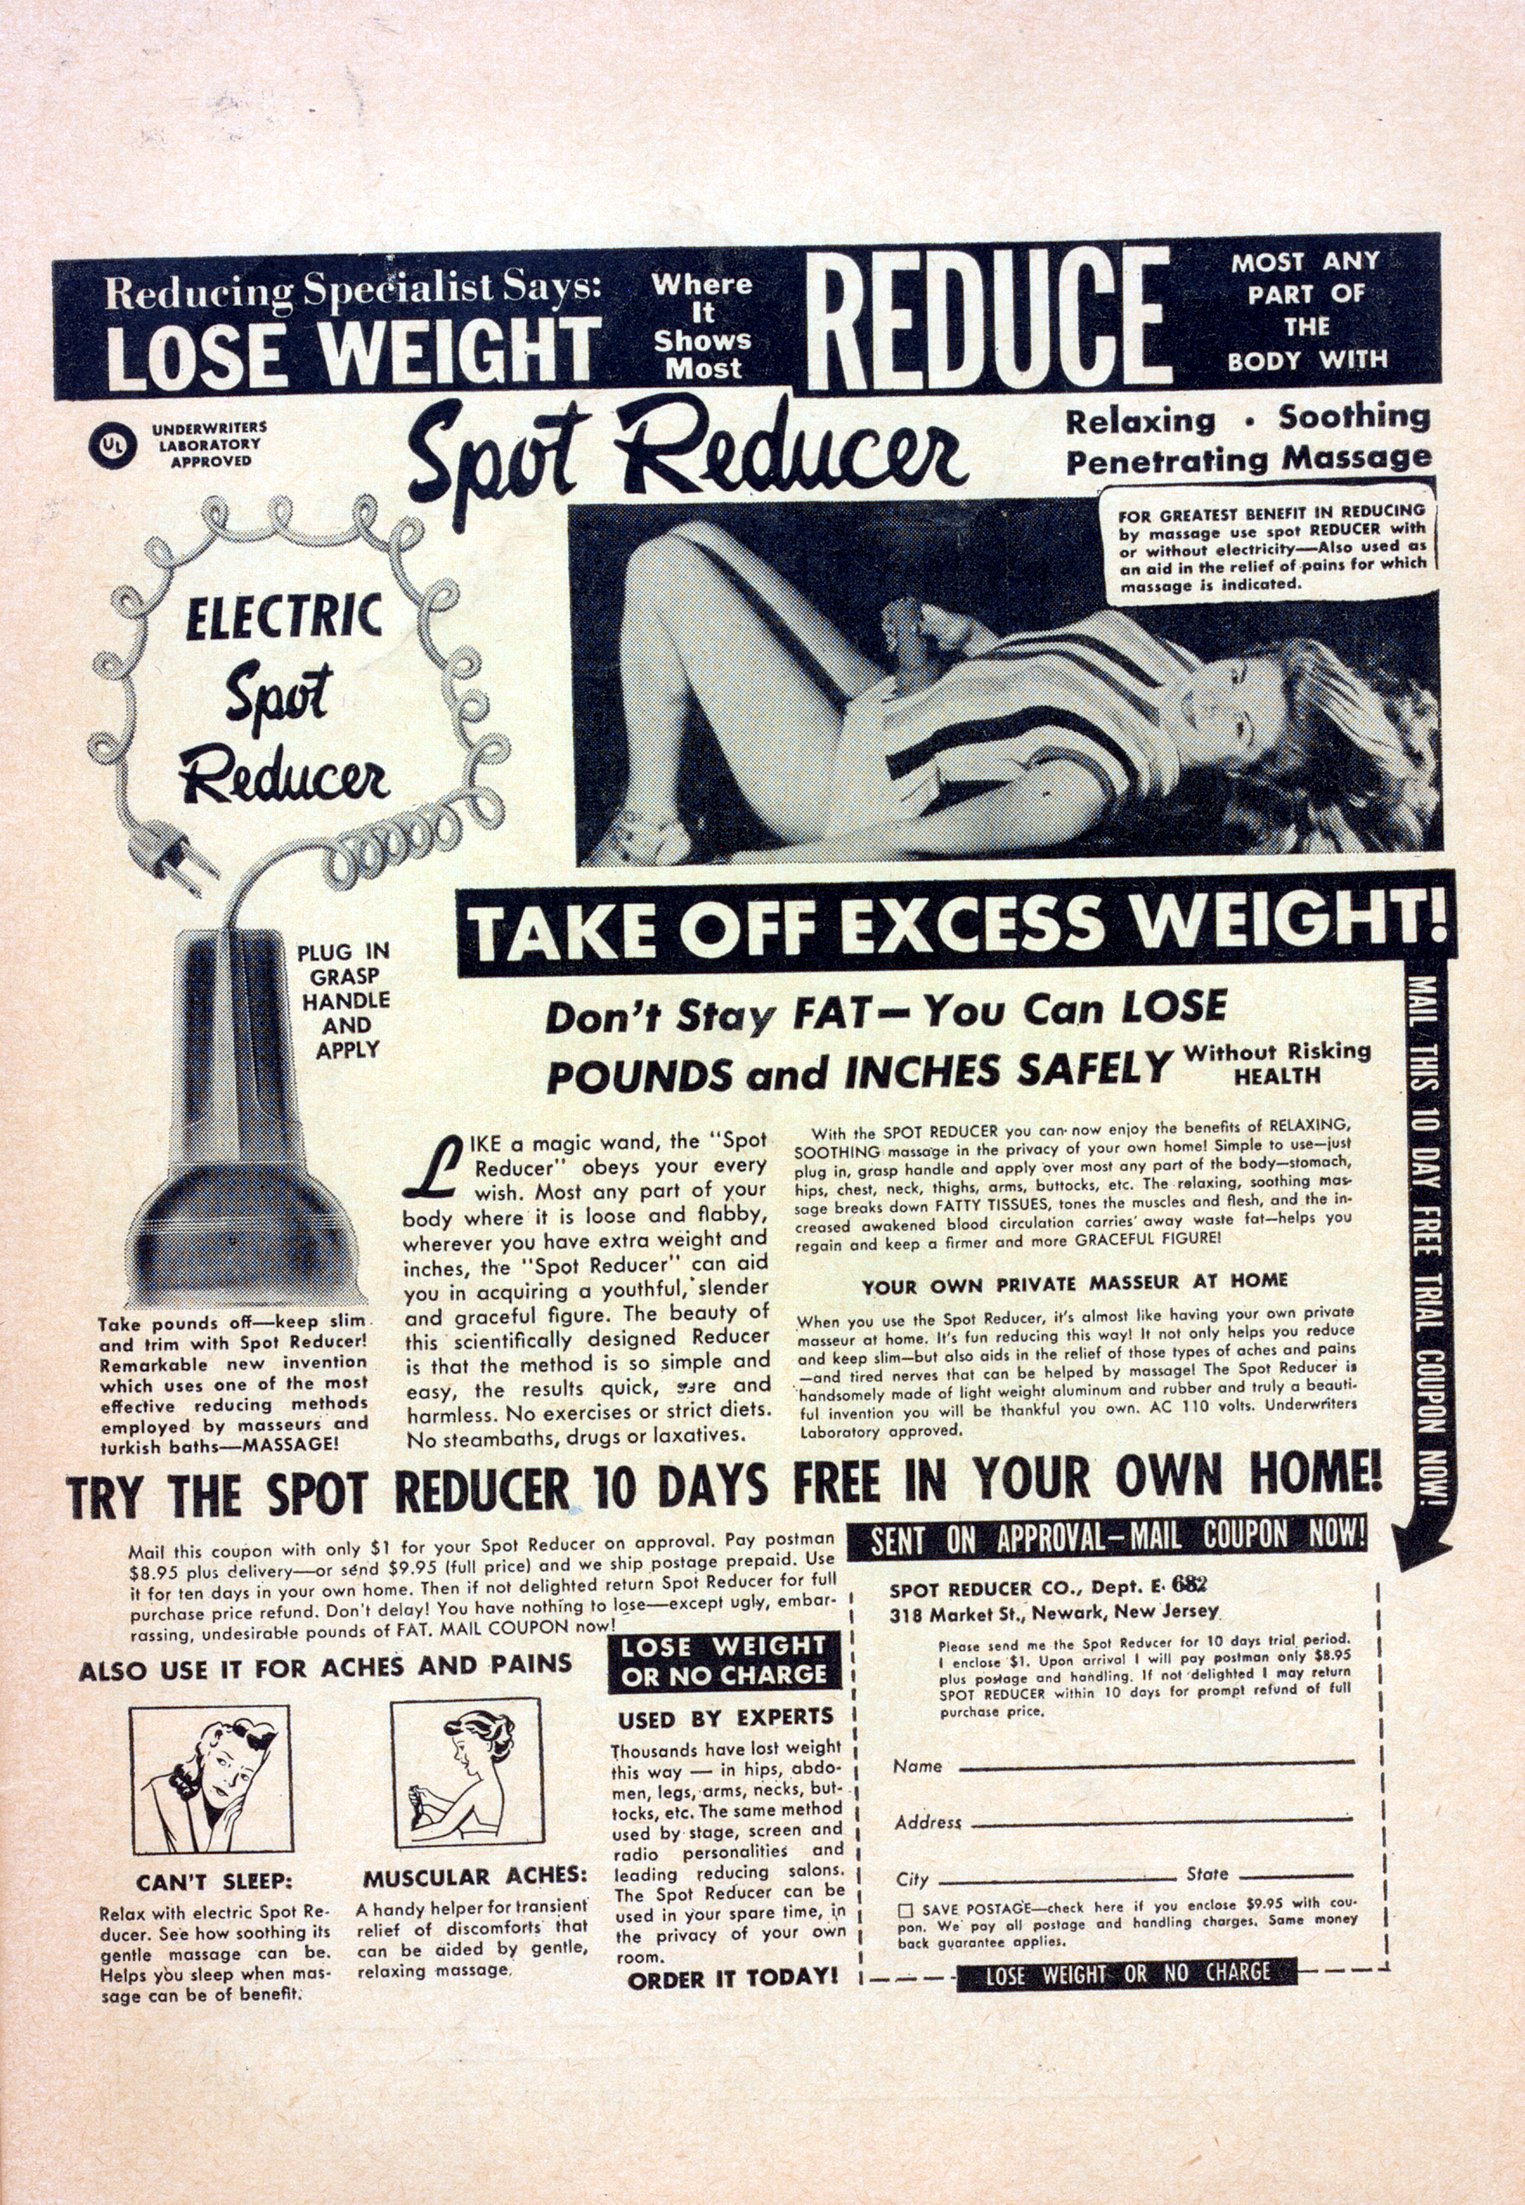 Reducing Specialist Says:
LOSE WEIGHT
Where
It
Shows
Most
REDUCE
MOST ANY
PART OF
THE
BODY WITH
UL
UNDERWRITERS
LABORATORY
APPROVED
Spot Reducer
Relaxing • Soothing
Penetrating Massage
FOR GREATEST BENEFIT IN REDUCING
by massage use spot REDUCER with
or without electricity—Also used as
an aid in the relief of pains for which
massage is indicated.
ELECTRIC
Spot
Reducer
PLUG IN
GRASP
HANDLE
AND
APPLY
TAKE OFF EXCESS WEIGHT!
Don't Stay FAT—You Can LOSE
POUNDS and INCHES SAFELY Without Risking
HEALTH
MAIL THIS 10 DAY FREE TRIAL COUPON NOW!
LIKE a magic wand, the "Spot
Reducer" obeys your every
wish. Most any part of your
body where it is loose and flabby,
wherever you have extra weight and
inches, the "Spot Reducer" can aid
you in acquiring a youthful, slender
and graceful figure. The beauty of
this scientifically designed Reducer
is that the method is so simple and
easy, the results quick, sure and
harmless. No exercises or strict diets.
No steambaths, drugs or laxatives.
With the SPOT REDUCER you can now enjoy the benefits of RELAXING,
SOOTHING massage in the privacy of your own home! Simple to use—just
plug in, grasp handle and apply over most any part of the body—stomach,
hips, chest, neck, thighs, arms, buttocks, etc. The relaxing, soothing mas-
sage breaks down FATTY TISSUES, tones the muscles and flesh, and the in-
creased awakened blood circulation carries away waste fat—helps you
regain and keep a firmer and more GRACEFUL FIGURE!
YOUR OWN PRIVATE MASSEUR AT HOME
When you use the Spot Reducer, it's almost like having your own private
masseur at home. It's fun reducing this way! It not only helps you reduce
and keep slim—but also aids in the relief of those types of aches and pains
—and tired nerves that can be helped by massage! The Spot Reducer is
handsomely made of light weight aluminum and rubber and truly a beauti-
ful invention you will be thankful you own. AC 110 volts. Underwriters
Laboratory approved.
Take pounds off—keep slim
and trim with Spot Reducer!
Remarkable new invention
which uses one of the most
effective reducing methods
employed by masseurs and
turkish baths—MASSAGE!
TRY THE SPOT REDUCER 10 DAYS FREE IN YOUR OWN HOME!
Mail this coupon with only $1 for your Spot Reducer on approval. Pay postman
$8.95 plus delivery—or send $9.95 (full price) and we ship postage prepaid. Use
it for ten days in your own home. Then if not delighted return Spot Reducer for full
purchase price refund. Don't delay! You have nothing to lose—except ugly, embar-
rassing, undesirable pounds of FAT. MAIL COUPON now!
ALSO USE IT FOR ACHES AND PAINS
CAN'T SLEEP:
Relax with electric Spot Re-
ducer. See how soothing its
gentle massage can be.
Helps you sleep when mas-
sage can be of benefit.
MUSCULAR ACHES:
A handy helper for transient
relief of discomforts that
can be aided by gentle,
relaxing massage.
LOSE WEIGHT
OR NO CHARGE
USED BY EXPERTS
Thousands have lost weight
this way — in hips, abdo-
men, legs, arms, necks, but-
tocks, etc. The same method
used by stage, screen and
radio personalities and
leading reducing salons.
The Spot Reducer can be
used in your spare time, in
the privacy of your own
room.
ORDER IT TODAY!
SENT ON APPROVAL—MAIL COUPON NOW!
SPOT REDUCER CO., Dept. E-682
318 Market St., Newark, New Jersey
Please send me the Spot Reducer for 10 days trial period.
I enclose $1. Upon arrival I will pay postman only $8.95
plus postage and handling. If not delighted I may return
SPOT REDUCER within 10 days for prompt refund of full
purchase price.
Name
Address
City State
SAVE POSTAGE—check here if you enclose $9.95 with cou-
pon. We pay all postage and handling charges. Same money
back guarantee applies.
LOSE WEIGHT OR NO CHARGE